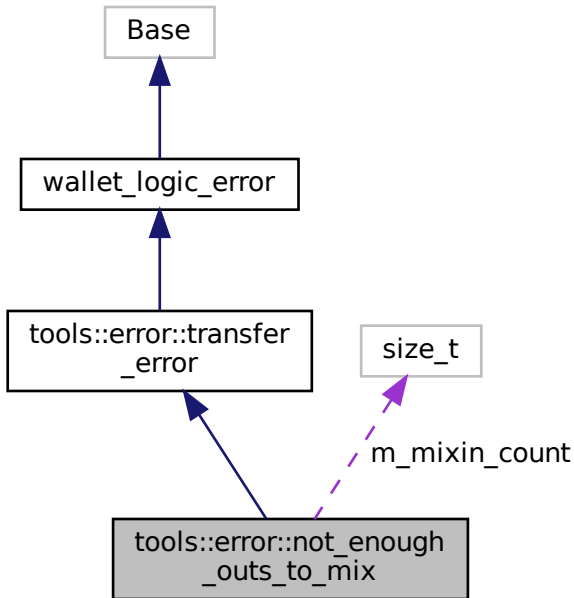 Base
wallet_logic_error
tools::error::transfer
_error
size_t
m_mixin_count
tools::error::not_enough
_outs_to_mix